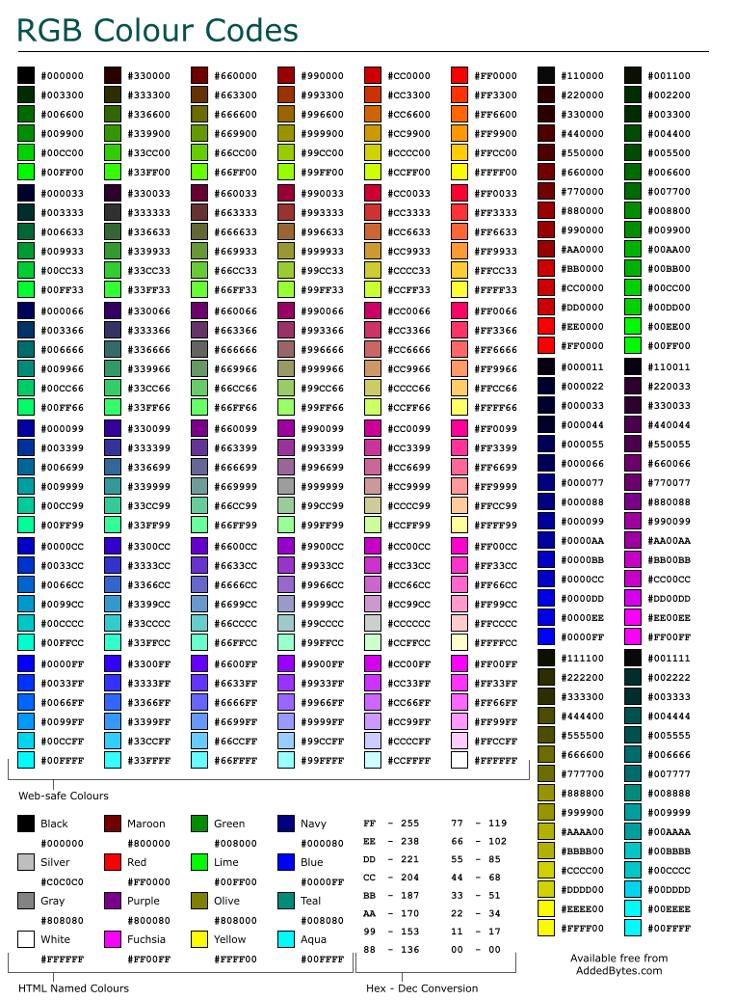 RGB Colour Codes
#000000 #330000 #660000 #990000 #CC0000 #FF0000
#003300 #333300 #663300 #993300 #CC3300 #FF3300
#006600 #336600 #666600 #996600 #CC6600 #FF6600
#009900 #339900 #669900 #999900 #CC9900 #FF9900
#00CC00 #33CC00 #66CC00 #99CC00 #CCCC00 #FFCC00
#00FF00 #33FF00 #66FF00 #99FF00 #CCFF00 #FFFF00
#000033 #330033 #660033 #990033 #CC0033 #FF0033
#003333 #333333 #663333 #993333 #CC3333 #FF3333
#006633 #336633 #666633 #996633 #CC6633 #FF6633
#009933 #339933 #669933 #999933 #CC9933 #FF9933
#00CC33 #33CC33 #66CC33 #99CC33 #CCCC33 #FFCC33
#00FF33 #33FF33 #66FF33 #99FF33 #CCFF33 #FFFF33
#000066 #330066 #660066 #990066 #CC0066 #FF0066
#003366 #333366 #663366 #993366 #CC3366 #FF3366
#006666 #336666 #666666 #996666 #CC6666 #FF6666
#009966 #339966 #669966 #999966 #CC9966 #FF9966
#00CC66 #33CC66 #66CC66 #99CC66 #CCCC66 #FFCC66
#00FF66 #33FF66 #66FF66 #99FF66 #CCFF66 #FFFF66
#000099 #330099 #660099 #990099 #CC0099 #FF0099
#003399 #333399 #663399 #993399 #CC3399 #FF3399
#006699 #336699 #666699 #996699 #CC6699 #FF6699
#009999 #339999 #669999 #999999 #CC9999 #FF9999
#00CC99 #33CC99 #66CC99 #99CC99 #CCCC99 #FFCC99
#00FF99 #33FF99 #66FF99 #99FF99 #CCFF99 #FFFF99
#0000CC #3300CC #6600CC #9900CC #CC00CC #FF00CC
#0033CC #3333CC #6633CC #9933CC #CC33CC #FF33CC
#0066CC #3366CC #6666CC #9966CC #CC66CC #FF66CC
#0099CC #3399CC #6699CC #9999CC #CC99CC #FF99CC
#00CCCC #33CCCC #66CCCC #99CCCC #CCCCCC #FFCCCC
#00FFCC #33FFCC #66FFCC #99FFCC #CCFFCC #FFFFCC
#0000FF #3300FF #6600FF #9900FF #CC00FF #FF00FF
#0033FF #3333FF #6633FF #9933FF #CC33FF #FF33FF
#0066FF #3366FF #6666FF #9966FF #CC66FF #FF66FF
#0099FF #3399FF #6699FF #9999FF #CC99FF #FF99FF
#00CCFF #33CCFF #66CCFF #99CCFF #CCCCFF #FFCCFF
#00FFFF #33FFFF #66FFFF #99FFFF #CCFFFF #FFFFFF
Web-safe Colours
#110000 #001100
#220000 #002200
#330000 #003300
#440000 #004400
#550000 #005500
#660000 #006600
#770000 #007700
#880000 #008800
#990000 #009900
#AA0000 #00AA00
#BB0000 #00BB00
#CC0000 #00CC00
#DD0000 #00DD00
#EE0000 #00EE00
#FF0000 #00FF00
#000011 #110011
#000022 #220033
#000033 #330033
#000044 #440044
#000055 #550055
#000066 #660066
#000077 #770077
#000088 #880088
#000099 #990099
#0000AA #AA00AA
#0000BB #BB00BB
#0000CC #CC00CC
#0000DD #DD00DD
#0000EE #EE00EE
#0000FF #FF00FF
#111100 #001111
#222200 #002222
#333300 #003333
#444400 #004444
#555500 #005555
#666600 #006666
#777700 #007777
#888800 #008888
#999900 #009999
#AAAA00 #00AAAA
#BBBB00 #00BBBB
#CCCC00 #00CCCC
#DDDD00 #00DDDD
#EEEE00 #00EEEE
#FFFF00 #00FFFF
Black Maroon Green Navy
#000000 #800000 #008000 #000080
Silver Red Lime Blue
#C0C0C0 #FF0000 #00FF00 #0000FF
Gray Purple Olive Teal
#808080 #800080 #808000 #008080
White Fuchsia Yellow Aqua
#FFFFFF #FF00FF #FFFF00 #00FFFF
HTML Named Colours
FF - 255 77 - 119
EE - 238 66 - 102
DD - 221 55 - 85
CC - 204 44 - 68
BB - 187 33 - 51
AA - 170 22 - 34
99 - 153 11 - 17
88 - 136 00 - 00
Hex - Dec Conversion
Available free from
AddedBytes.com